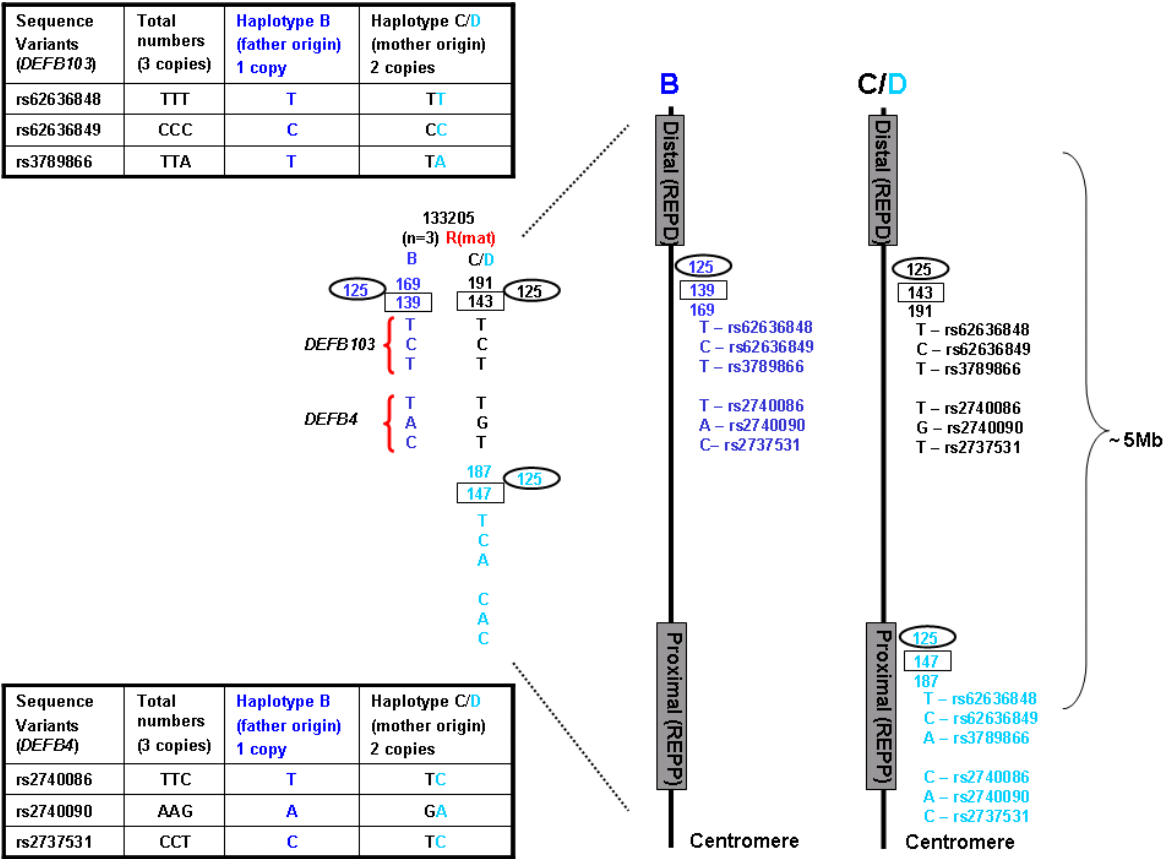 Sequence Variants (DEFB103) Total numbers (3 copies) Haplotype B (father origin) 1 copy Haplotype C/D (mother origin) 2 copies
rs62636848 TTT T TT
rs62636849 CCC C CC
rs3789866 TTA T TA
133205
(n=3) R(mat)
B C/D
169 191
125 139 143 125
T T
DEFB103 C C
T T
T T
DEFB4 A G
C T
187 125
147
T
C
A
C
A
C
Sequence Variants (DEFB4) Total numbers (3 copies) Haplotype B (father origin) 1 copy Haplotype C/D (mother origin) 2 copies
rs2740086 TTC T TC
rs2740090 AAG A GA
rs2737531 CCT C TC
B
Distal (REPD)
125
139
169
T – rs62636848
C – rs62636849
T – rs3789866
T – rs2740086
A – rs2740090
C– rs2737531
Proximal (REPP)
Centromere
C/D
Distal (REPD)
125
143
191
T – rs62636848
C – rs62636849
T – rs3789866
T – rs2740086
G – rs2740090
T – rs2737531
~ 5Mb
Proximal (REPP)
125
147
187
T – rs62636848
C – rs62636849
A – rs3789866
C – rs2740086
A – rs2740090
C – rs2737531
Centromere